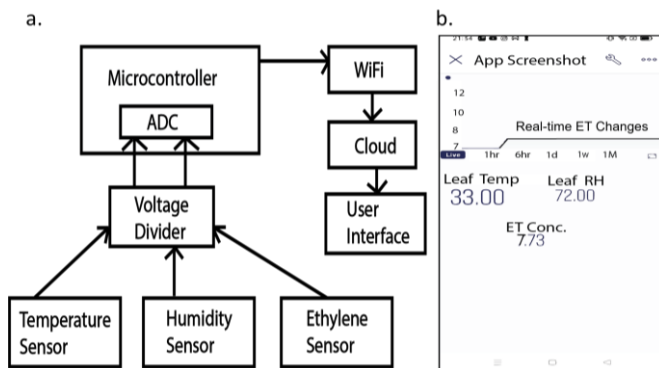 a.
Microcontroller
ADC
WiFi
Cloud
User
Interface
Voltage
Divider
Temperature
Sensor
Humidity
Sensor
Ethylene
Sensor
b.
21:54
App Screenshot
12
10
8
7
Real-time ET Changes
Live 1hr 6hr 1d 1w 1M
Leaf Temp Leaf RH
33.00 72.00
ET Conc.
7.73